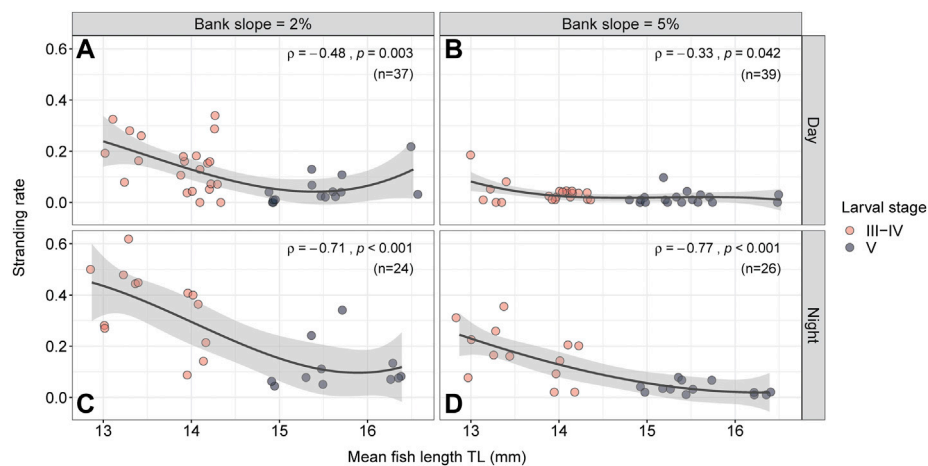 Bank slope = 2%
Bank slope = 5%
A
ρ = −0.48 , p = 0.003
(n=37)
B
ρ = −0.33 , p = 0.042
(n=39)
Day
0.6
0.4
0.2
0.0
C
ρ = −0.71 , p < 0.001
(n=24)
D
ρ = −0.77 , p < 0.001
(n=26)
Night
0.6
0.4
0.2
0.0
Stranding rate
13 14 15 16
13 14 15 16
Mean fish length TL (mm)
Larval stage
III−IV
V